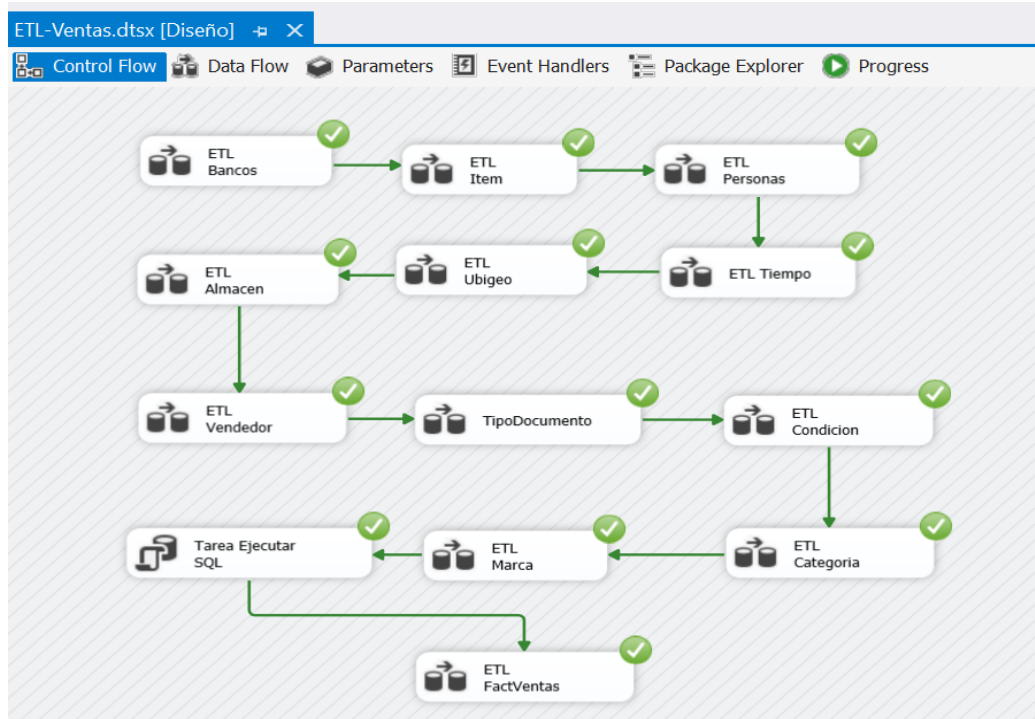 ETL-Ventas.dtsx [Diseño]
Control Flow Data Flow Parameters Event Handlers Package Explorer Progress
ETL
Bancos
ETL
Item
ETL
Personas
ETL
Almacen
ETL
Ubigeo
ETL Tiempo
ETL
Vendedor
TipoDocumento
ETL
Condicion
Tarea Ejecutar
SQL
ETL
Marca
ETL
Categoria
ETL
FactVentas